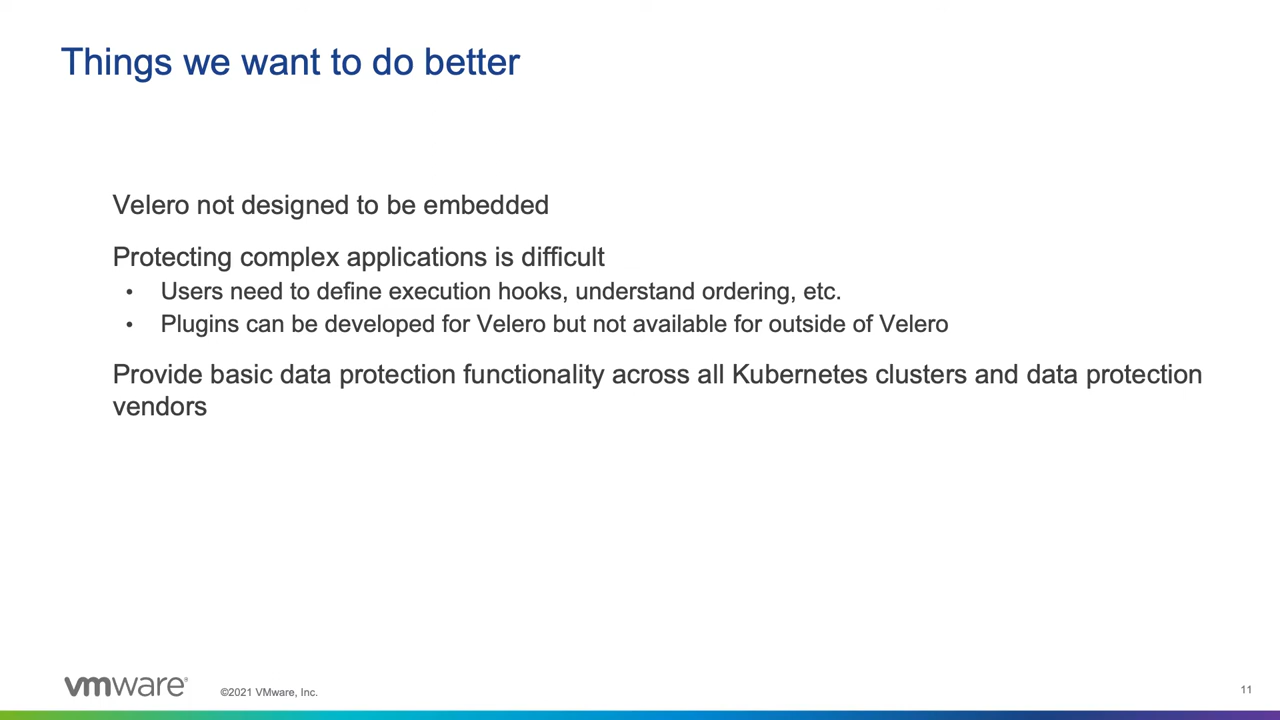 Things we want to do better
Velero not designed to be embedded
Protecting complex applications is difficult
• Users need to define execution hooks, understand ordering, etc.
• Plugins can be developed for Velero but not available for outside of Velero
Provide basic data protection functionality across all Kubernetes clusters and data protection
vendors
vmware®
©2021 VMware, Inc.
11